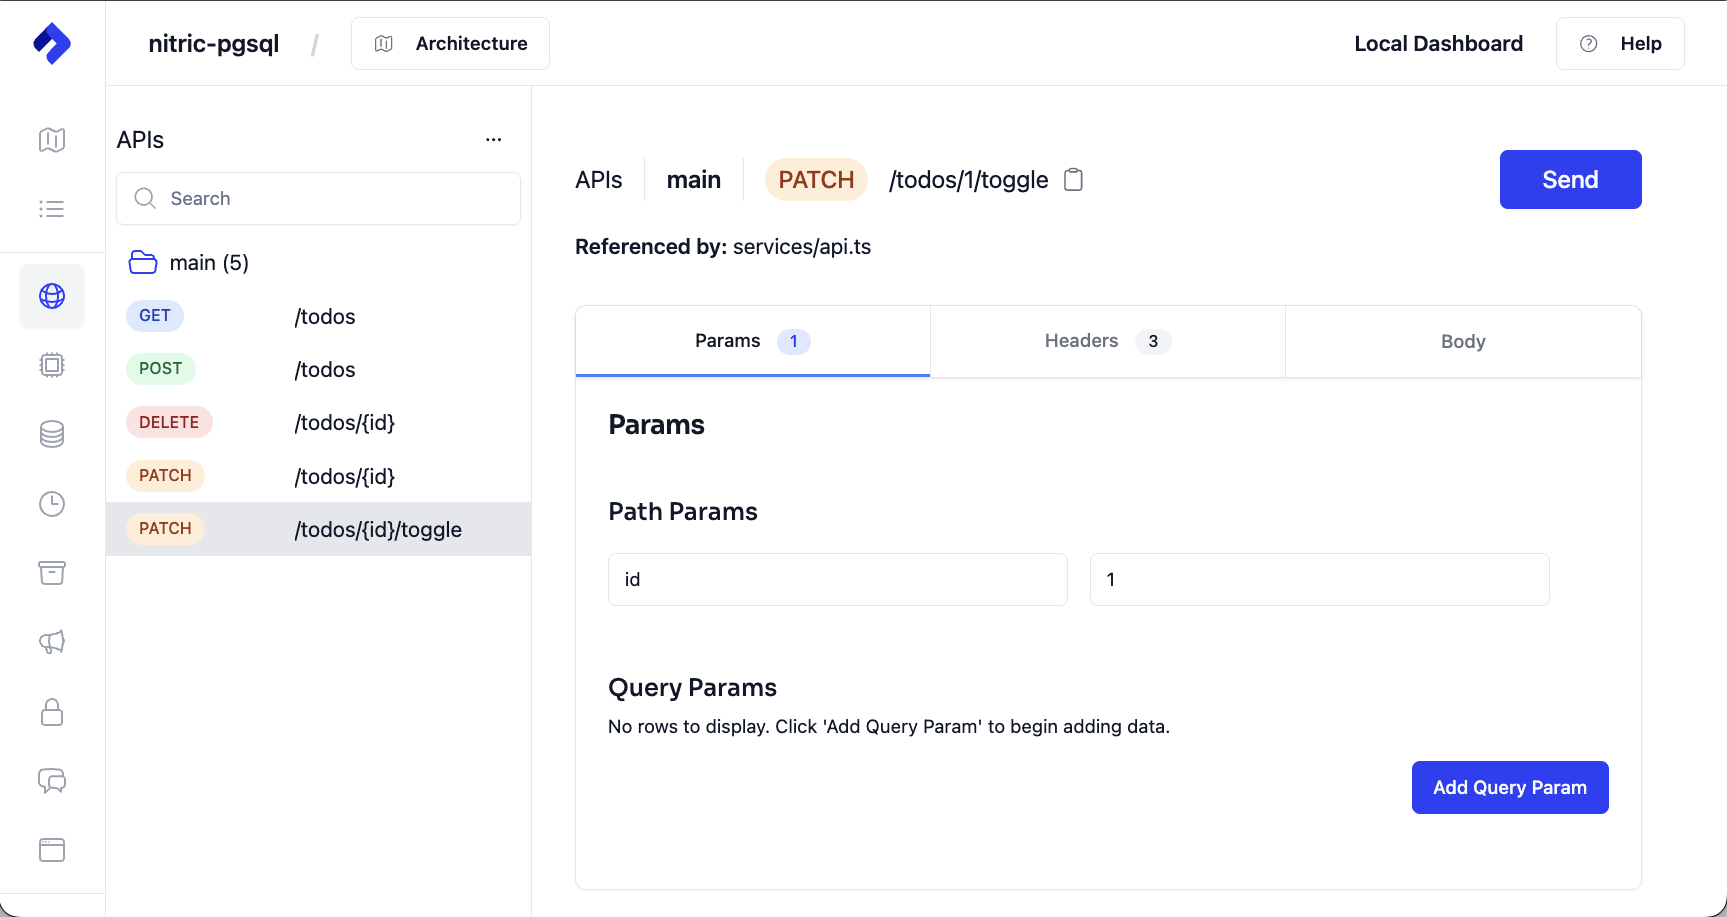 nitric-pgsql / Architecture Local Dashboard Help
APIs ...
Search
main (5)
GET /todos
POST /todos
DELETE /todos/{id}
PATCH /todos/{id}
PATCH /todos/{id}/toggle
APIs main PATCH /todos/1/toggle Send
Referenced by: services/api.ts
Params 1 Headers 3 Body
Params
Path Params
id 1
Query Params
No rows to display. Click 'Add Query Param' to begin adding data.
Add Query Param